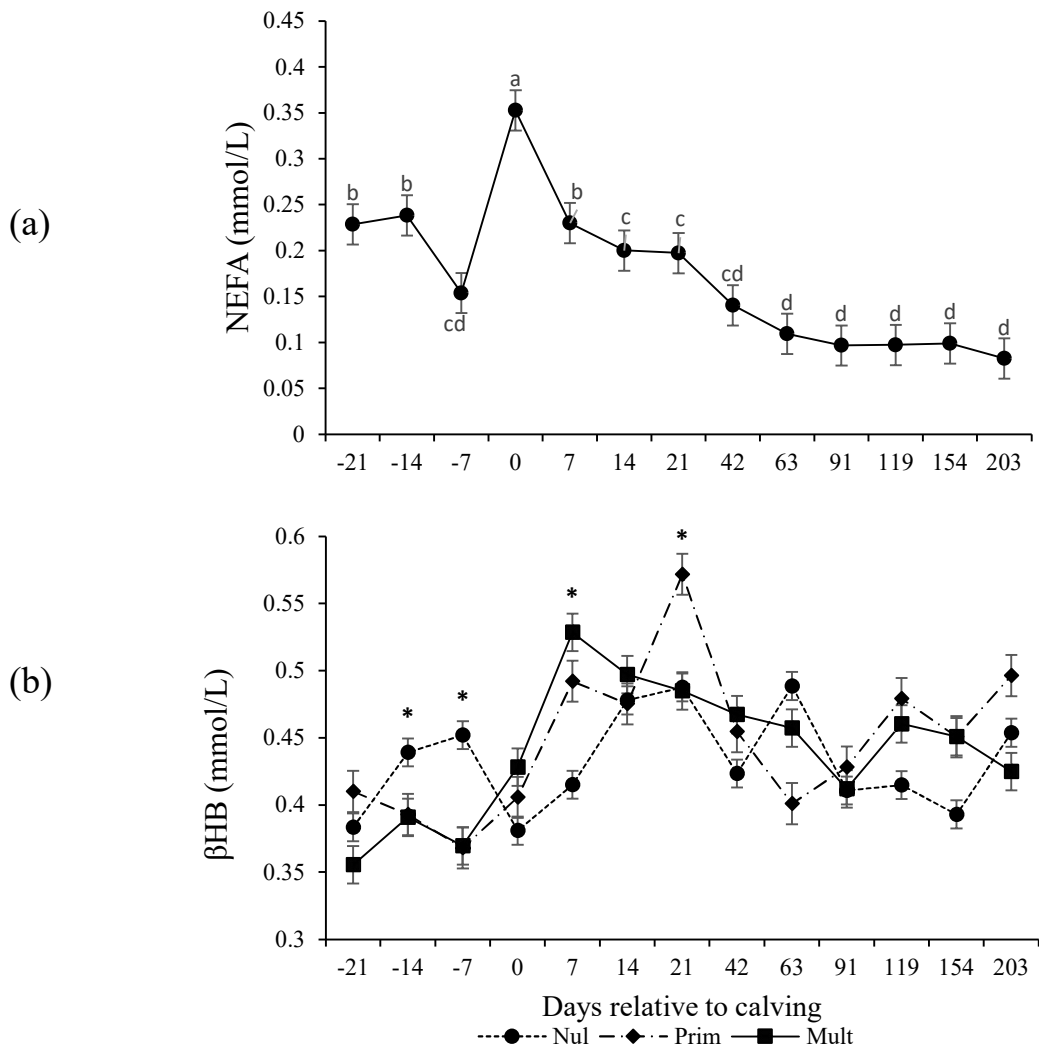 (a)
NEFA (mmol/L)
0.45
0.4
0.35
0.3
0.25
0.2
0.15
0.1
0.05
0
b b cd a b c c cd d d d d d
-21 -14 -7 0 7 14 21 42 63 91 119 154 203
(b)
βHB (mmol/L)
0.6
0.55
0.5
0.45
0.4
0.35
0.3
* * * *
-21 -14 -7 0 7 14 21 42 63 91 119 154 203
Days relative to calving
Nul Prim Mult